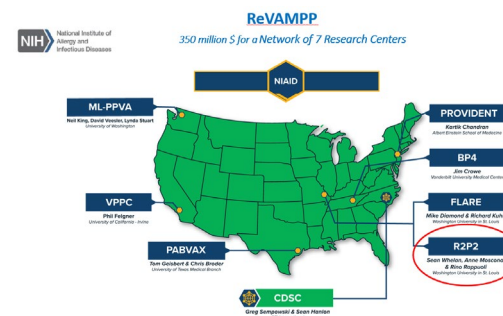 ReVAMPP
350 million $ for a Network of 7 Research Centers
NIH
National Institute of
Allergy and
Infectious Diseases
NIAID
ML-PPVA
Neil King, David Veesler, Lynda Stuart
University of Washington
PROVIDENT
Kartik Chandran
Albert Einstein School of Medicine
BP4
Jim Crowe
Vanderbilt University Medical Center
VPPC
Phil Felgner
University of California - Irvine
FLARE
Mike Diamond & Richard Kuhn
Washington University in St. Louis
PABVAX
Tom Geisbert & Chris Broder
University of Texas Medical Branch
R2P2
Sean Whelan, Anne Moscona
& Rino Rappuoli
Washington University in St. Louis
CDSC
Greg Sempowski & Sean Hanlon